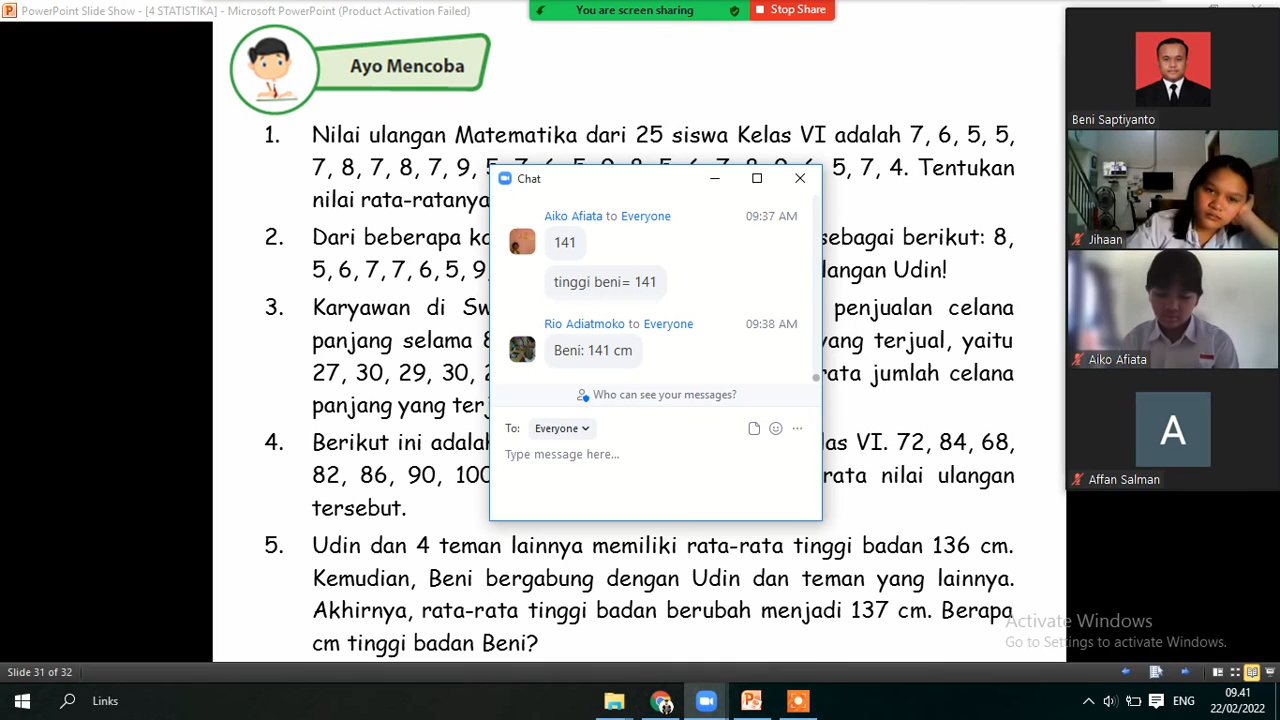 PowerPoint Slide Show - [4 STATISTIKA] - Microsoft PowerPoint (Product Activation Failed)
You are screen sharing
Stop Share
Ayo Mencoba
1. Nilai ulangan Matematika dari 25 siswa Kelas VI adalah 7, 6, 5, 5,
7, 8, 7, 8, 7, 9, 5, 7, 4. Tentukan
nilai rata-ratanya
2. Dari beberapa sebagai berikut: 8,
5, 6, 7, 7, 6, 5, 9, langan Udin!
3. Karyawan di penjualan celana
panjang selama yang terjual, yaitu
27, 30, 29, 30, rata jumlah celana
panjang yang
4. Berikut ini adalah las VI. 72, 84, 68,
82, 86, 90, 100 rata nilai ulangan
tersebut.
5. Udin dan 4 teman lainnya memiliki rata-rata tinggi badan 136 cm.
Kemudian, Beni bergabung dengan Udin dan teman yang lainnya.
Akhirnya, rata-rata tinggi badan berubah menjadi 137 cm. Berapa
cm tinggi badan Beni?
Chat
Aiko Afiata to Everyone 09:37 AM
141
tinggi beni= 141
Rio Adiatmoko to Everyone 09:38 AM
Beni: 141 cm
Who can see your messages?
To: Everyone
Type message here...
Beni Saptiyanto
Jihaan
Aiko Afiata
A
Affan Salman
Activate Windows
Go to Settings to activate Windows.
Slide 31 of 32
Links
ENG
09.41
22/02/2022